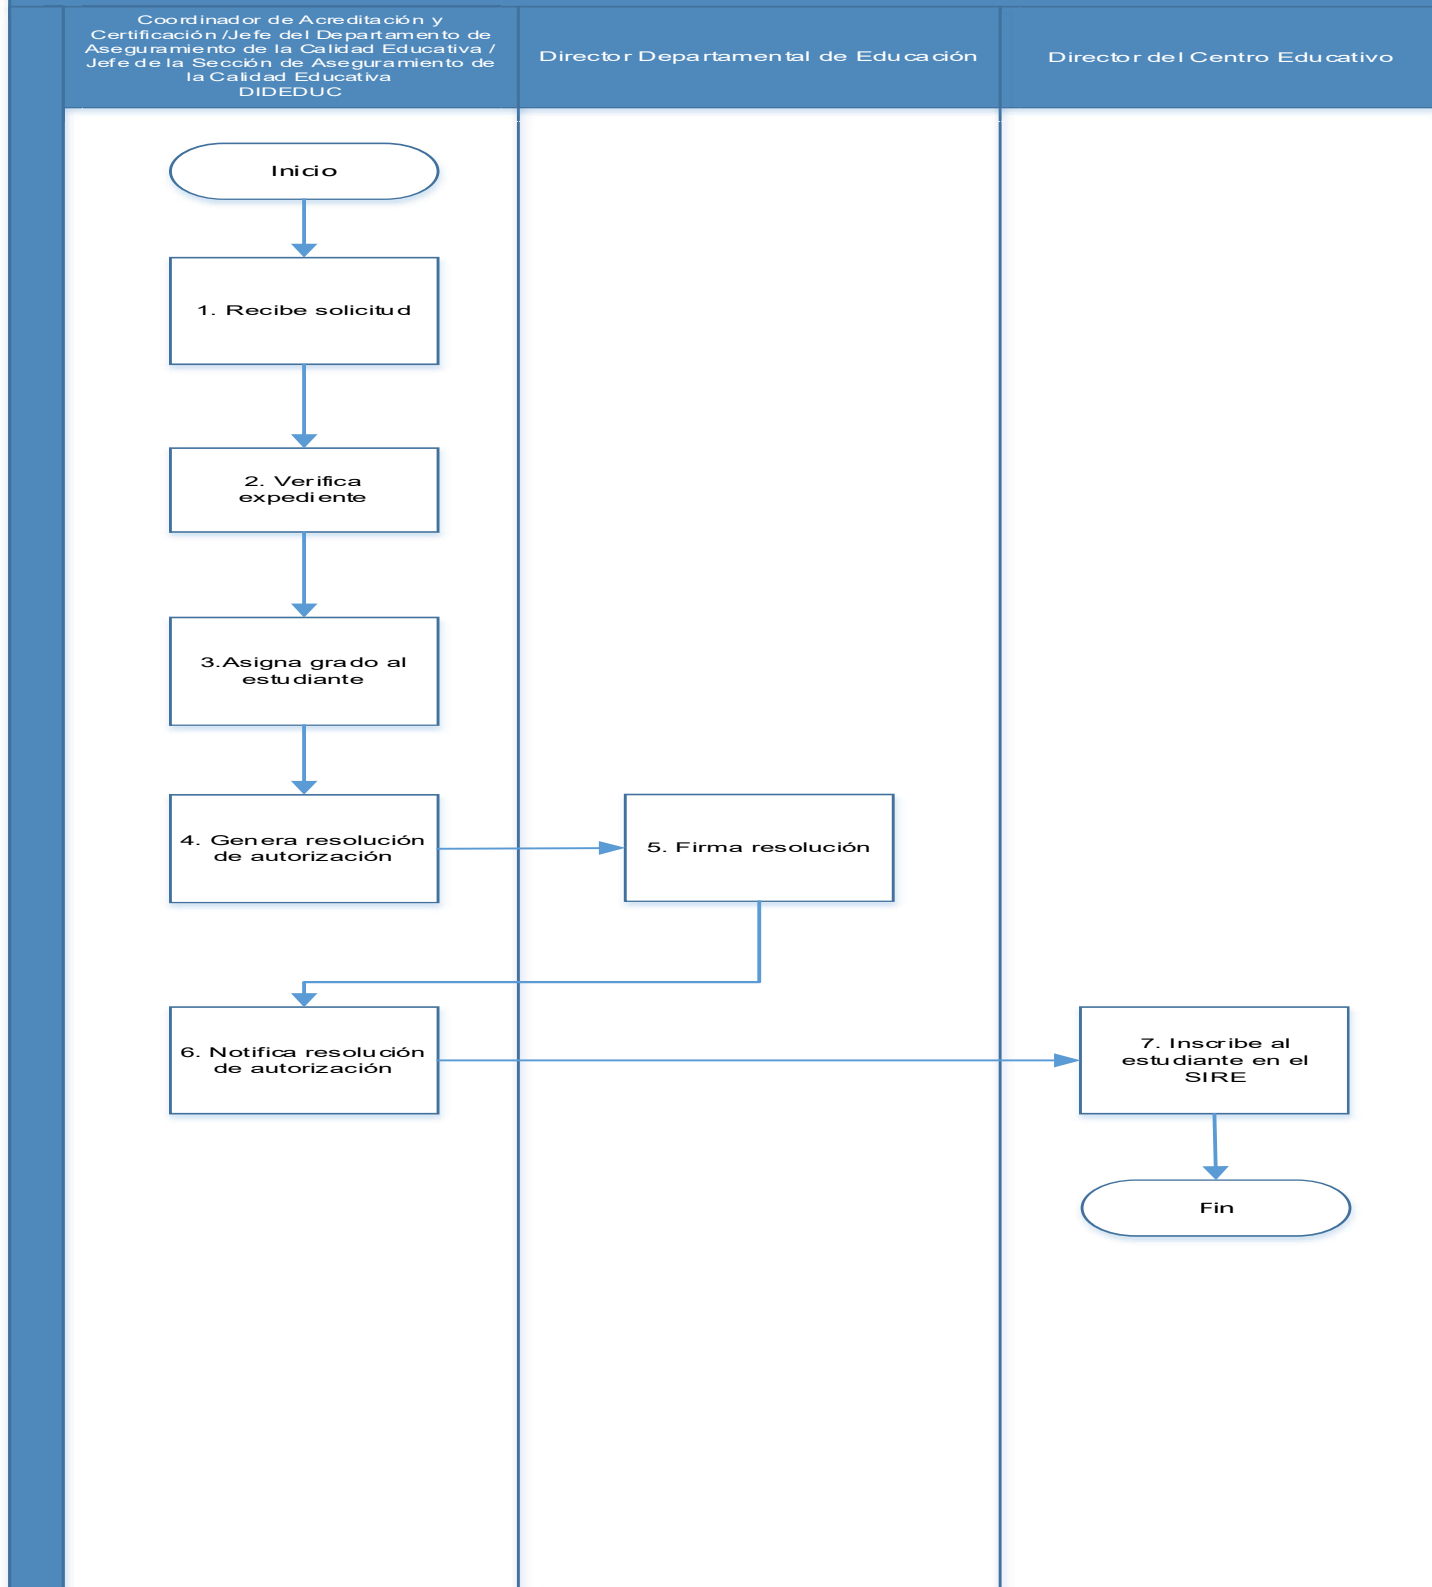 Coordinador de Acreditación y
Certificación /Jefe del Departamento de
Aseguramiento de la Calidad Educativa /
Jefe de la Sección de Aseguramiento de
la Calidad Educativa
DIDEDUC
Director Departamental de Educación
Director del Centro Educativo
Inicio
1. Recibe solicitud
2. Verifica
expediente
3.Asigna grado al
estudiante
4. Genera resolución
de autorización
5. Firma resolución
6. Notifica resolución
de autorización
7. Inscribe al
estudiante en el
SIRE
Fin